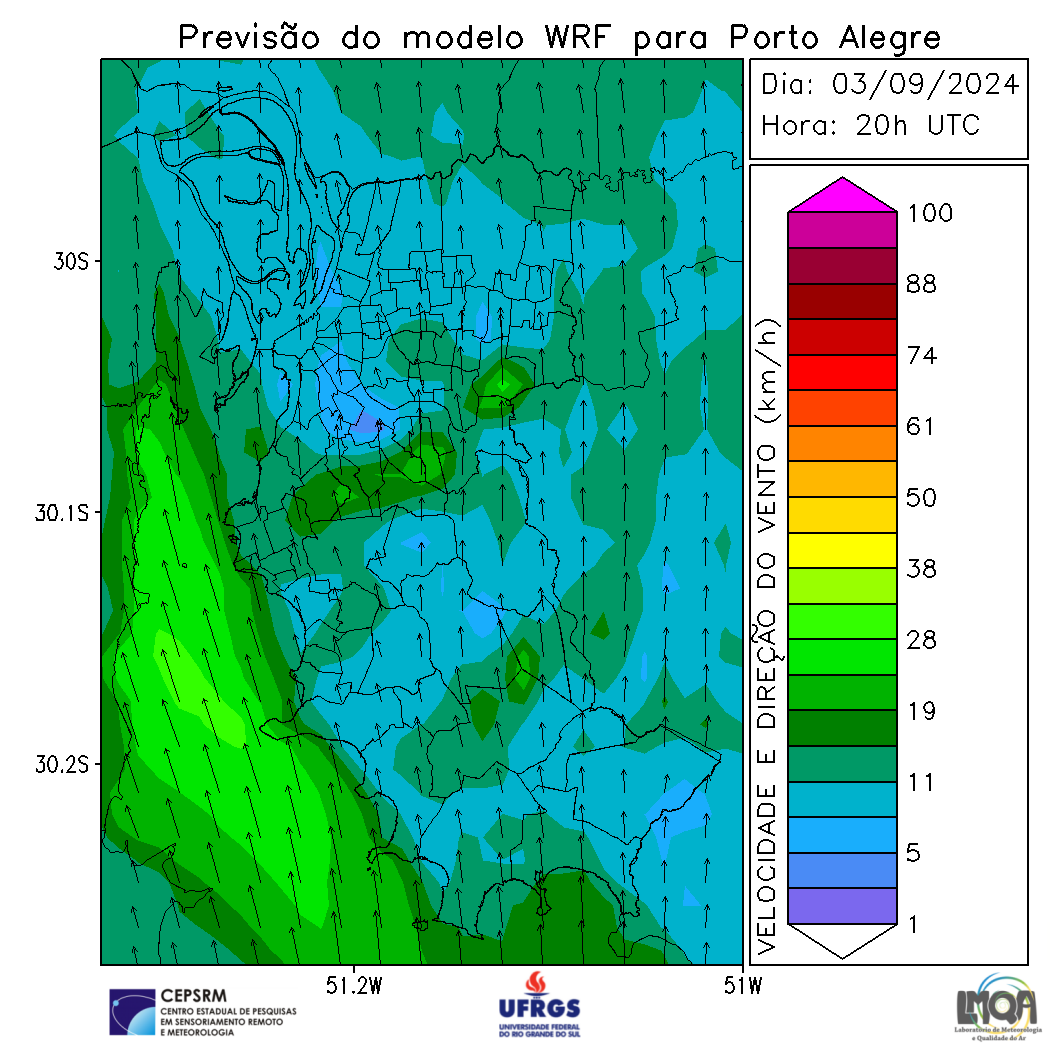 Previsão do modelo WRF para Porto Alegre
Dia: 03/09/2024
Hora: 20h UTC
30S
30.1S
30.2S
51.2W
51W
VELOCIDADE E DIREÇÃO DO VENTO (km/h)
100
88
74
61
50
38
28
19
11
5
1
CEPSRM
CENTRO ESTADUAL DE PESQUISAS
EM SENSORIAMENTO REMOTO
E METEOROLOGIA
UFRGS
UNIVERSIDADE FEDERAL
DO RIO GRANDE DO SUL
LMQA
Laboratório de Meteorologia
e Qualidade do Ar